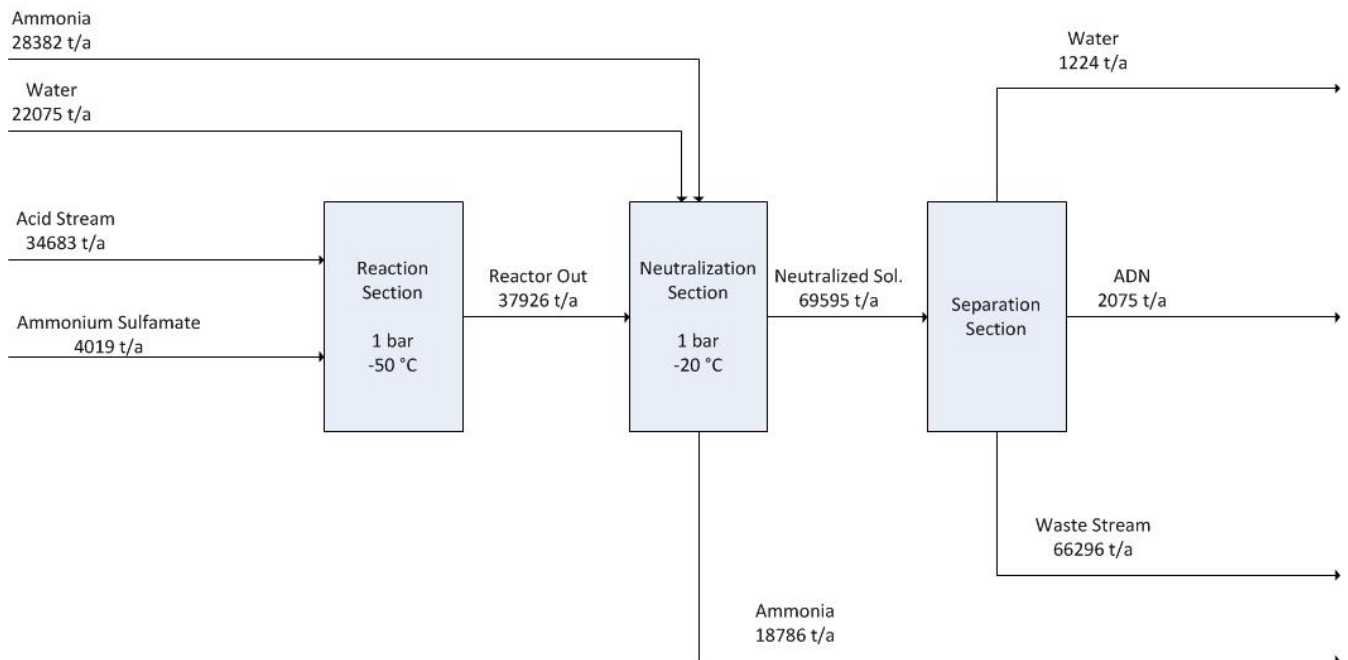 Ammonia
28382 t/a
Water
22075 t/a
Acid Stream
34683 t/a
Ammonium Sulfamate
4019 t/a
Reaction
Section
1 bar
-50 °C
Reactor Out
37926 t/a
Neutralization
Section
1 bar
-20 °C
Neutralized Sol.
69595 t/a
Separation
Section
Water
1224 t/a
ADN
2075 t/a
Waste Stream
66296 t/a
Ammonia
18786 t/a